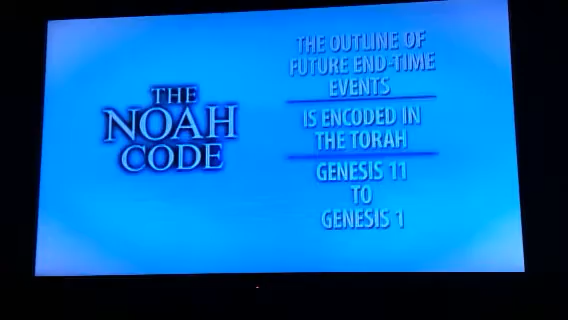 THE
NOAH
CODE
THE OUTLINE OF
FUTURE END-TIME
EVENTS
IS ENCODED IN
THE TORAH
GENESIS 11
TO
GENESIS 1